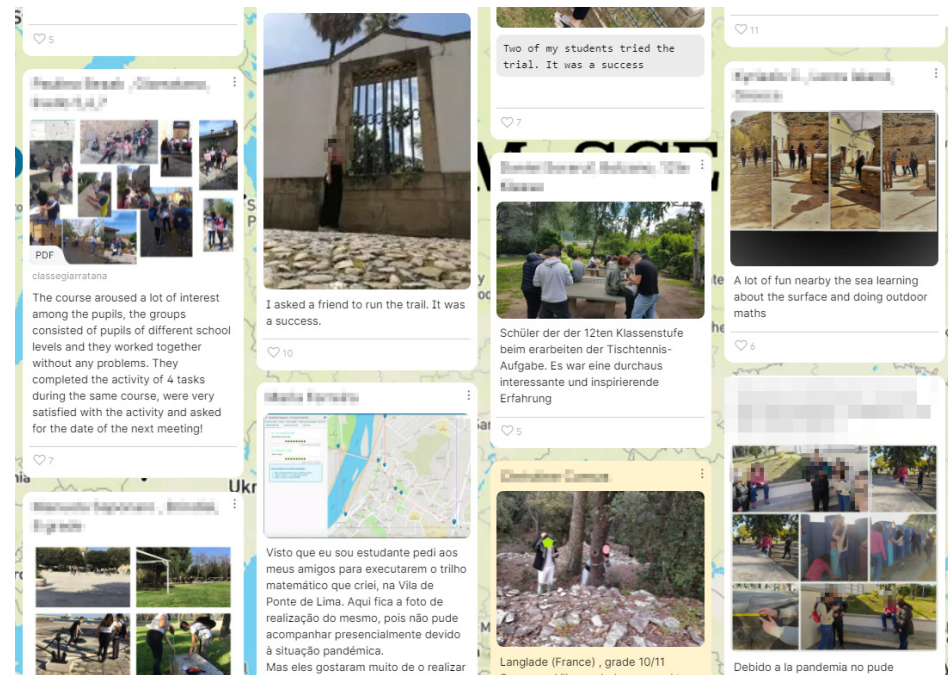 5
PDF
classegiarratana
The course aroused a lot of interest
among the pupils, the groups
consisted of pupils of different school
levels and they worked together
without any problems. They
completed the activity of 4 tasks
during the same course, were very
satisfied with the activity and asked
for the date of the next meeting!
7
Ukr
I asked a friend to run the trail. It was
a success.
10
Visto que eu sou estudante pedi aos
meus amigos para executarem o trilho
matemático que criei, na Vila de
Ponte de Lima. Aqui fica a foto de
realização do mesmo, pois não pude
acompanhar presencialmente devido
à situação pandémica.
Mas eles gostaram muito de o realizar
Two of my students tried the
trial. It was a success
7
Schüler der der 12ten Klassenstufe
beim erarbeiten der Tischtennis-
Aufgabe. Es war eine durchaus
interessante und inspirierende
Erfahrung
5
Langlade (France) , grade 10/11
11
A lot of fun nearby the sea learning
about the surface and doing outdoor
maths
6
Debido a la pandemia no pude